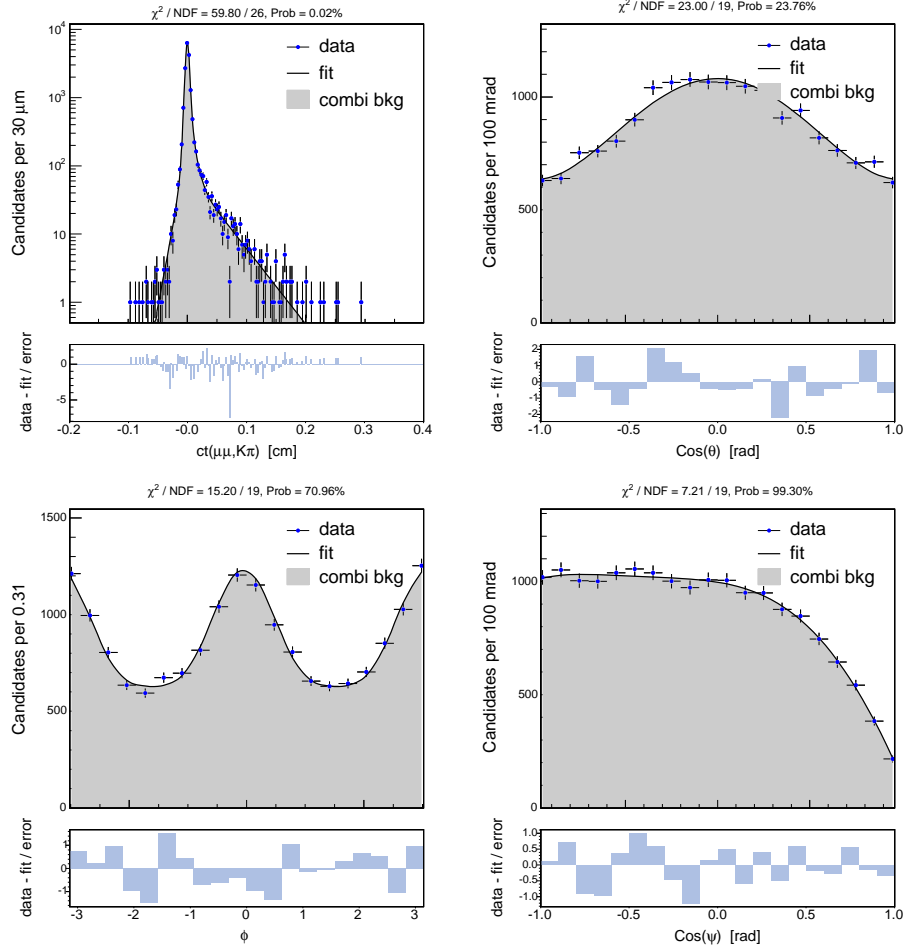 χ² / NDF = 59.80 / 26, Prob = 0.02%
Candidates per 30 μm
10⁴
10³
10²
10
1
data
fit
combi bkg
data - fit / error
0
-5
-0.2 -0.1 -0.0 0.1 0.2 0.3 0.4
ct(μμ,Kπ) [cm]
χ² / NDF = 23.00 / 19, Prob = 23.76%
Candidates per 100 mrad
1000
500
0
data
fit
combi bkg
data - fit / error
2
1
0
-1
-2
-1.0 -0.5 0.0 0.5 1.0
Cos(θ) [rad]
χ² / NDF = 15.20 / 19, Prob = 70.96%
Candidates per 0.31
1500
1000
500
0
data
fit
combi bkg
data - fit / error
1
0
-1
-3 -2 -1 0 1 2 3
ϕ
χ² / NDF = 7.21 / 19, Prob = 99.30%
Candidates per 100 mrad
1000
500
0
data
fit
combi bkg
data - fit / error
1.0
0.5
0.0
-0.5
-1.0
-1.0 -0.5 0.0 0.5 1.0
Cos(ψ) [rad]